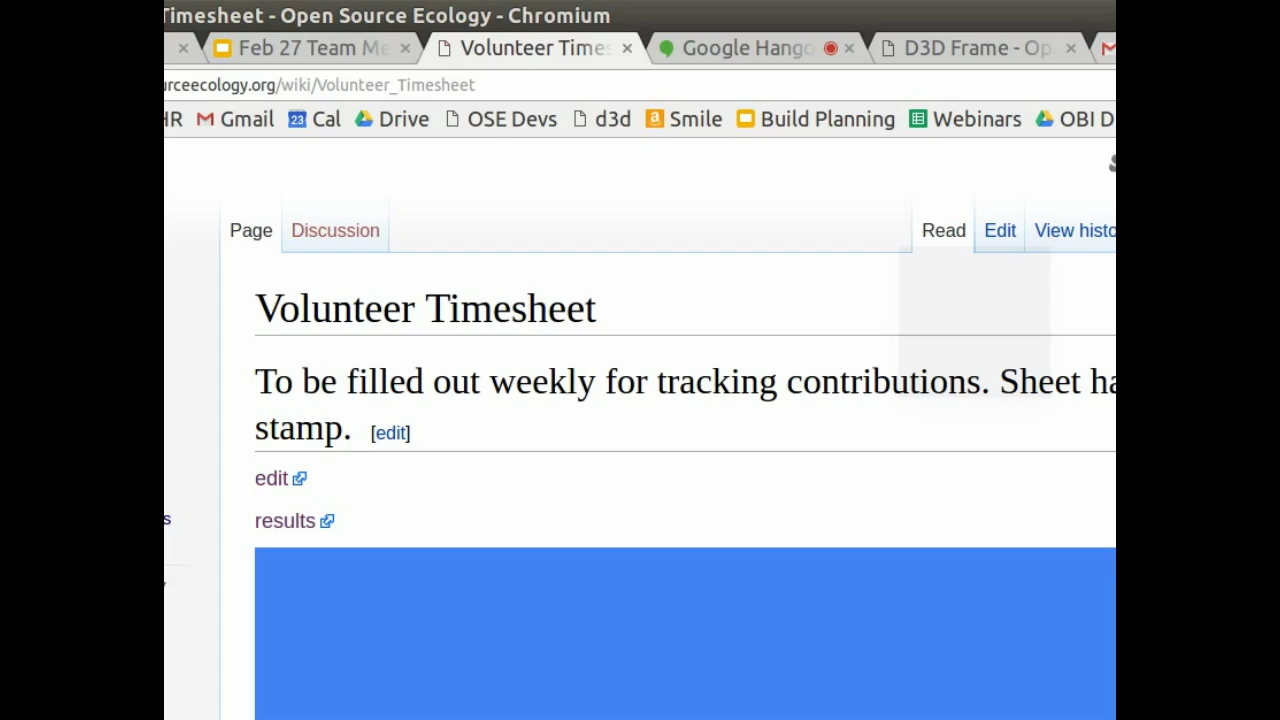 Timesheet - Open Source Ecology - Chromium
Feb 27 Team Me
Volunteer Times
Google Hango
D3D Frame - Op
urceecology.org/wiki/Volunteer_Timesheet
HR
Gmail
23
Cal
Drive
OSE Devs
d3d
Smile
Build Planning
Webinars
OBI D
Page
Discussion
Read
Edit
View histo
Volunteer Timesheet
To be filled out weekly for tracking contributions. Sheet ha
stamp. [edit]
edit
results
s